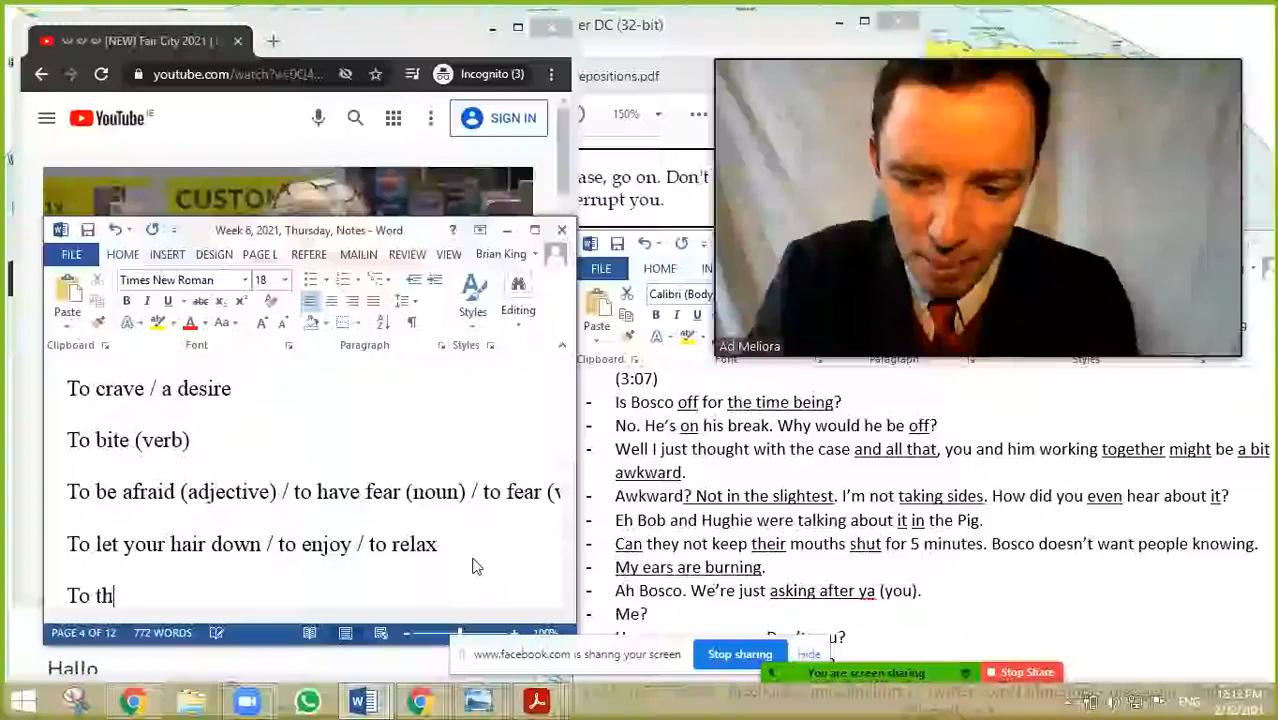 [NEW] Fair City 2021 |
er DC (32-bit)
youtube.com/watch?v=
Incognito (3)
repositions.pdf
150%
YouTube IE
SIGN IN
CUSTOM
ase, go on. Don't
errupt you.
Week 6, 2021, Thursday, Notes - Word
FILE HOME INSERT DESIGN PAGE L REFERE MAILIN REVIEW VIEW Brian King
Times New Roman 18
Paste
Styles
Editing
Clipboard Font Paragraph Styles
FILE HOME
Calibri (Body
Paste
Clipboard
Paragraph
Styles
Ad Meliora
To crave / a desire
To bite (verb)
To be afraid (adjective) / to have fear (noun) / to fear (v
To let your hair down / to enjoy / to relax
To th
PAGE 4 OF 12 772 WORDS 100%
(3:07)
- Is Bosco off for the time being?
- No. He's on his break. Why would he be off?
- Well I just thought with the case and all that, you and him working together might be a bit
awkward.
- Awkward? Not in the slightest. I'm not taking sides. How did you even hear about it?
- Eh Bob and Hughie were talking about it in the Pig.
- Can they not keep their mouths shut for 5 minutes. Bosco doesn't want people knowing.
- My ears are burning.
- Ah Bosco. We're just asking after ya (you).
- Me?
www.facebook.com is sharing your screen
Stop sharing
Hide
Hallo
You are screen sharing
Stop Share
ENG